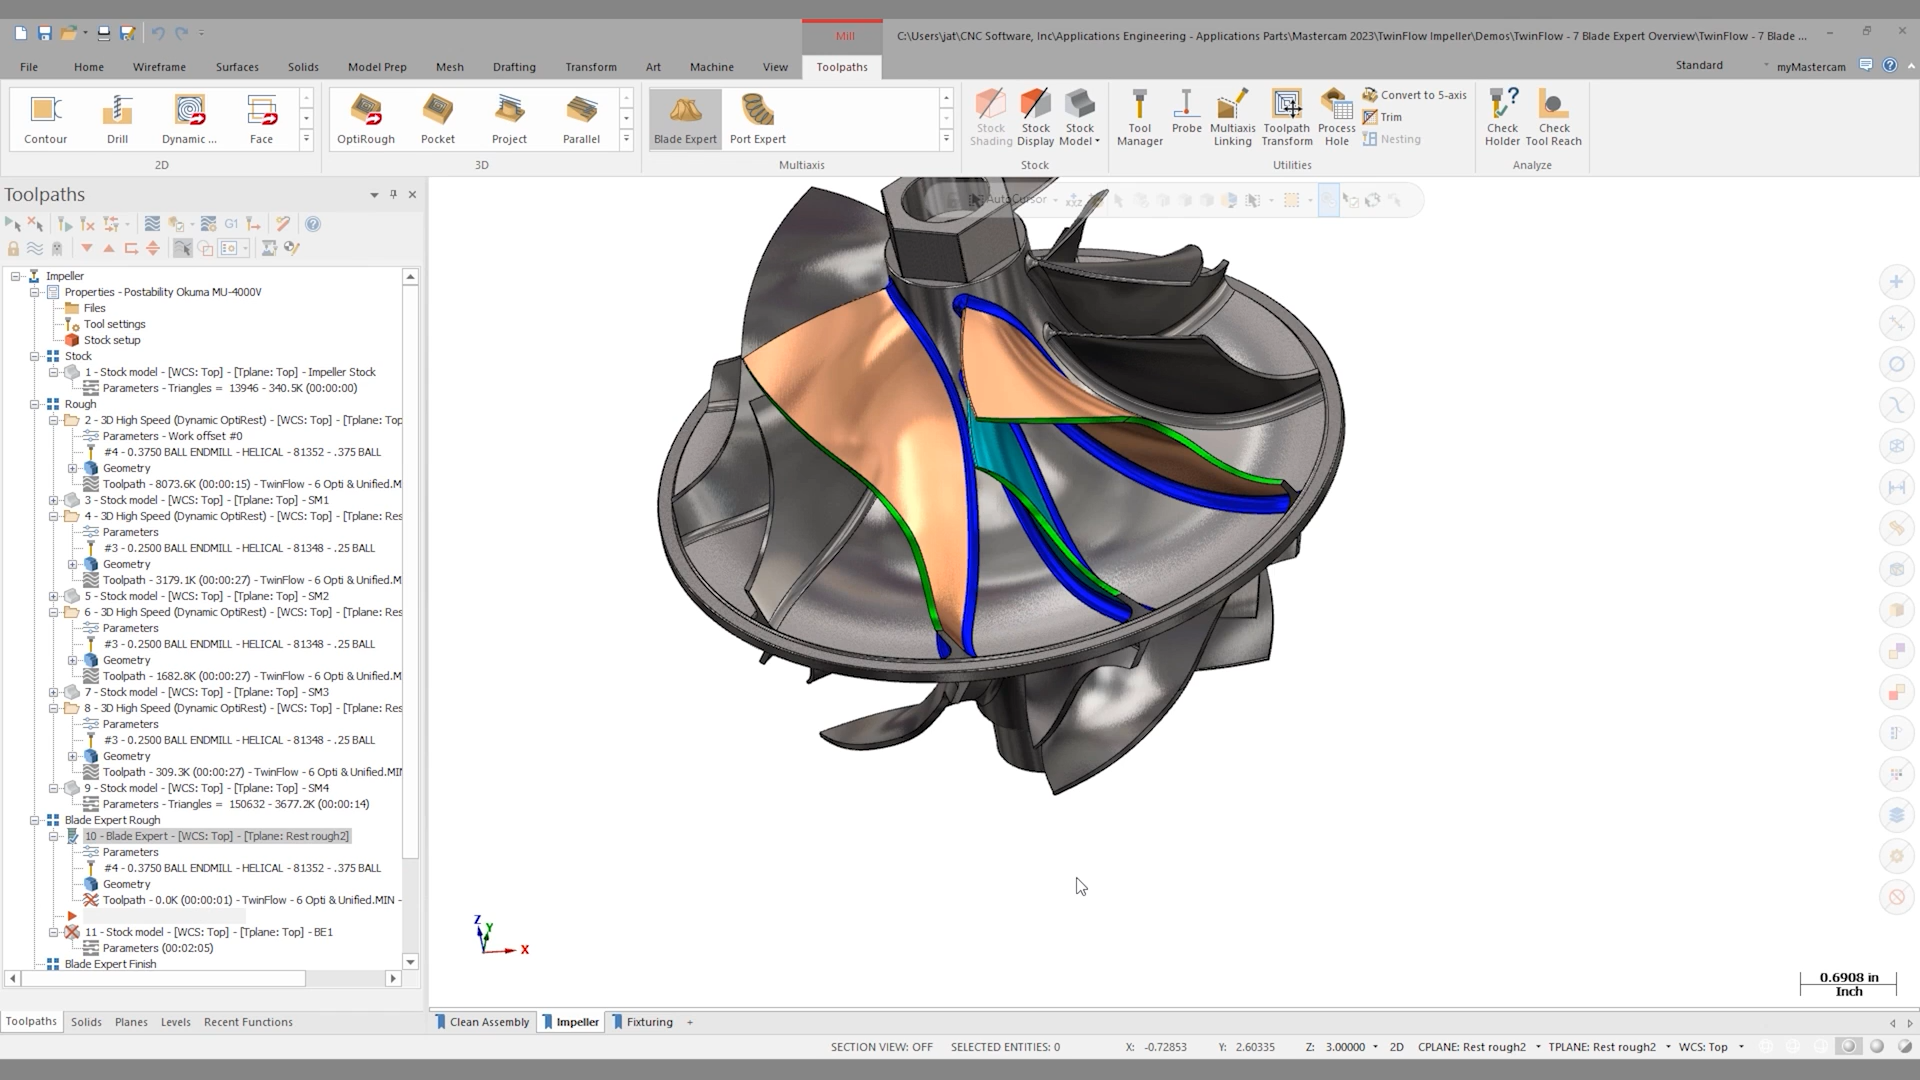 Mill
C:\Users\jat\CNC Software, Inc\Applications Engineering - Applications Parts\Mastercam 2023\TwinFlow Impeller\Demos\TwinFlow - 7 Blade Expert Overview\TwinFlow - 7 Blade ...
File Home Wireframe Surfaces Solids Model Prep Mesh Drafting Transform Art Machine View Toolpaths
Standard myMastercam
Contour Drill Dynamic ... Face
2D
OptiRough Pocket Project Parallel
3D
Blade Expert Port Expert
Multiaxis
Stock Shading Stock Display Stock Model
Stock
Tool Manager Probe Multiaxis Linking Toolpath Transform Process Hole
Convert to 5-axis
Trim
Nesting
Utilities
Check Holder Check Tool Reach
Analyze
Toolpaths
AutoCursor
G1
Impeller
Properties - Postability Okuma MU-4000V
Files
Tool settings
Stock setup
Stock
1 - Stock model - [WCS: Top] - [Tplane: Top] - Impeller Stock
Parameters - Triangles = 13946 - 340.5K (00:00:00)
Rough
2 - 3D High Speed (Dynamic OptiRest) - [WCS: Top] - [Tplane: Top
Parameters - Work offset #0
#4 - 0.3750 BALL ENDMILL - HELICAL - 81352 - .375 BALL
Geometry
Toolpath - 8073.6K (00:00:15) - TwinFlow - 6 Opti & Unified.M
3 - Stock model - [WCS: Top] - [Tplane: Top] - SM1
4 - 3D High Speed (Dynamic OptiRest) - [WCS: Top] - [Tplane: Res
Parameters
#3 - 0.2500 BALL ENDMILL - HELICAL - 81348 - .25 BALL
Geometry
Toolpath - 3179.1K (00:00:27) - TwinFlow - 6 Opti & Unified.M
5 - Stock model - [WCS: Top] - [Tplane: Top] - SM2
6 - 3D High Speed (Dynamic OptiRest) - [WCS: Top] - [Tplane: Res
Parameters
#3 - 0.2500 BALL ENDMILL - HELICAL - 81348 - .25 BALL
Geometry
Toolpath - 1682.8K (00:00:27) - TwinFlow - 6 Opti & Unified.M
7 - Stock model - [WCS: Top] - [Tplane: Top] - SM3
8 - 3D High Speed (Dynamic OptiRest) - [WCS: Top] - [Tplane: Res
Parameters
#3 - 0.2500 BALL ENDMILL - HELICAL - 81348 - .25 BALL
Geometry
Toolpath - 309.3K (00:00:27) - TwinFlow - 6 Opti & Unified.MIN
9 - Stock model - [WCS: Top] - [Tplane: Top] - SM4
Parameters - Triangles = 150632 - 3677.2K (00:00:14)
Blade Expert Rough
10 - Blade Expert - [WCS: Top] - [Tplane: Rest rough2]
Parameters
#4 - 0.3750 BALL ENDMILL - HELICAL - 81352 - .375 BALL
Geometry
Toolpath - 0.0K (00:00:01) - TwinFlow - 6 Opti & Unified.MIN -
11 - Stock model - [WCS: Top] - [Tplane: Top] - BE1
Parameters (00:02:05)
Blade Expert Finish
Z Y X
0.6908 in
Inch
Toolpaths Solids Planes Levels Recent Functions
Clean Assembly Impeller Fixturing +
SECTION VIEW: OFF SELECTED ENTITIES: 0 X: -0.72853 Y: 2.60335 Z: 3.00000 2D CPLANE: Rest rough2 TPLANE: Rest rough2 WCS: Top